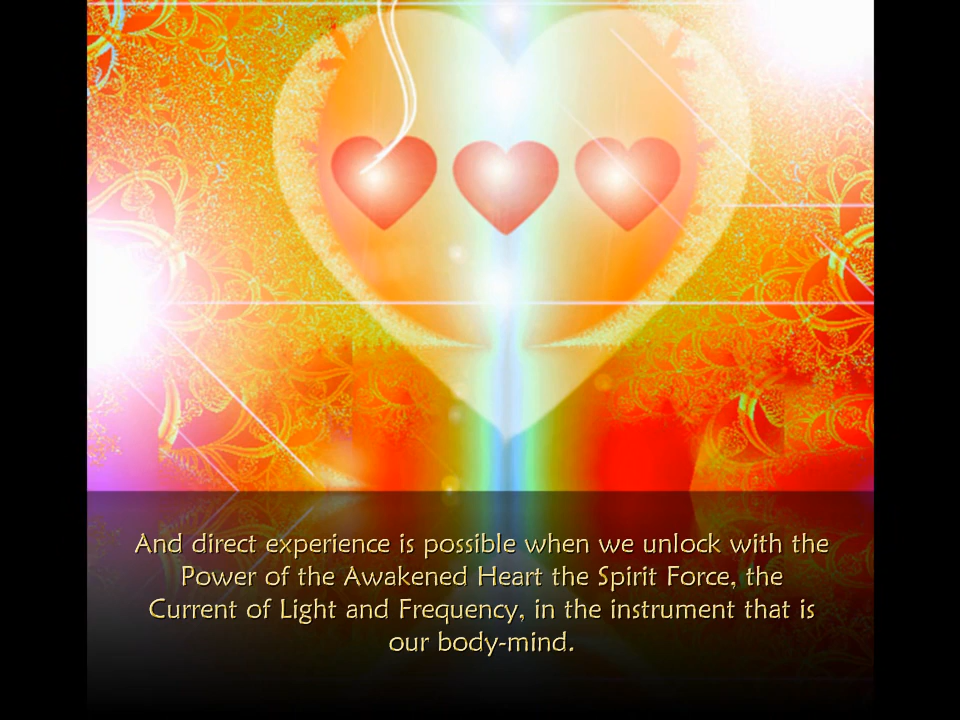 And direct experience is possible when we unlock with the
Power of the Awakened Heart the Spirit Force, the
Current of Light and Frequency, in the instrument that is
our body-mind.